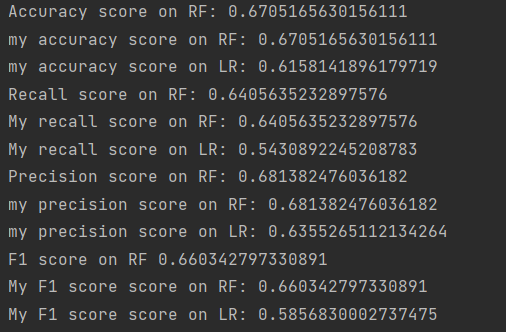 Accuracy score on RF: 0.6705165630156111
my accuracy score on RF: 0.6705165630156111
my accuracy score on LR: 0.6158141896179719
Recall score on RF: 0.6405635232897576
My recall score on RF: 0.6405635232897576
My recall score on LR: 0.5430892245208783
Precision score on RF: 0.681382476036182
my precision score on RF: 0.681382476036182
my precision score on LR: 0.6355265112134264
F1 score on RF 0.660342797330891
My F1 score score on RF: 0.660342797330891
My F1 score score on LR: 0.5856830002737475